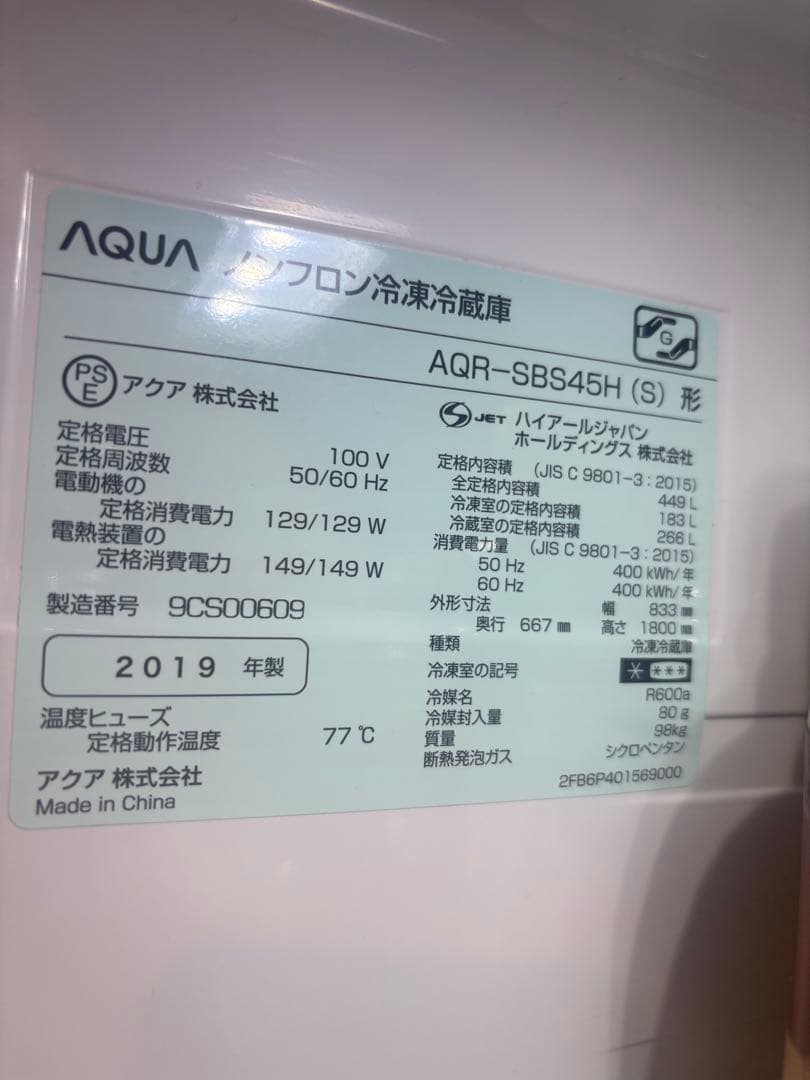 AQUA ノンフロン冷凍冷蔵庫
G
AQR-SBS45H (S) 形
PS
E
アクア 株式会社
定格電圧 100 V
定格周波数 50/60 Hz
電動機の
定格消費電力 129/129 W
電熱装置の
定格消費電力 149/149 W
製造番号 9CS00609
2019 年製
温度ヒューズ
定格動作温度 77 ℃
アクア 株式会社
Made in China
S JET ハイアールジャパン
ホールディングス 株式会社
定格内容積 (JIS C 9801-3:2015)
全定格内容積 449 L
冷凍室の定格内容積 183 L
冷蔵室の定格内容積 266 L
消費電力量 (JIS C 9801-3:2015)
50 Hz 400 kWh/年
60 Hz 400 kWh/年
外形寸法 幅 833 ㎜
奥行 667 ㎜ 高さ 1800 ㎜
種類 冷凍冷蔵庫
冷凍室の記号 * ***
冷媒名 R600a
冷媒封入量 80 g
質量 98kg
断熱発泡ガス シクロペンタン
2FB6P401569000